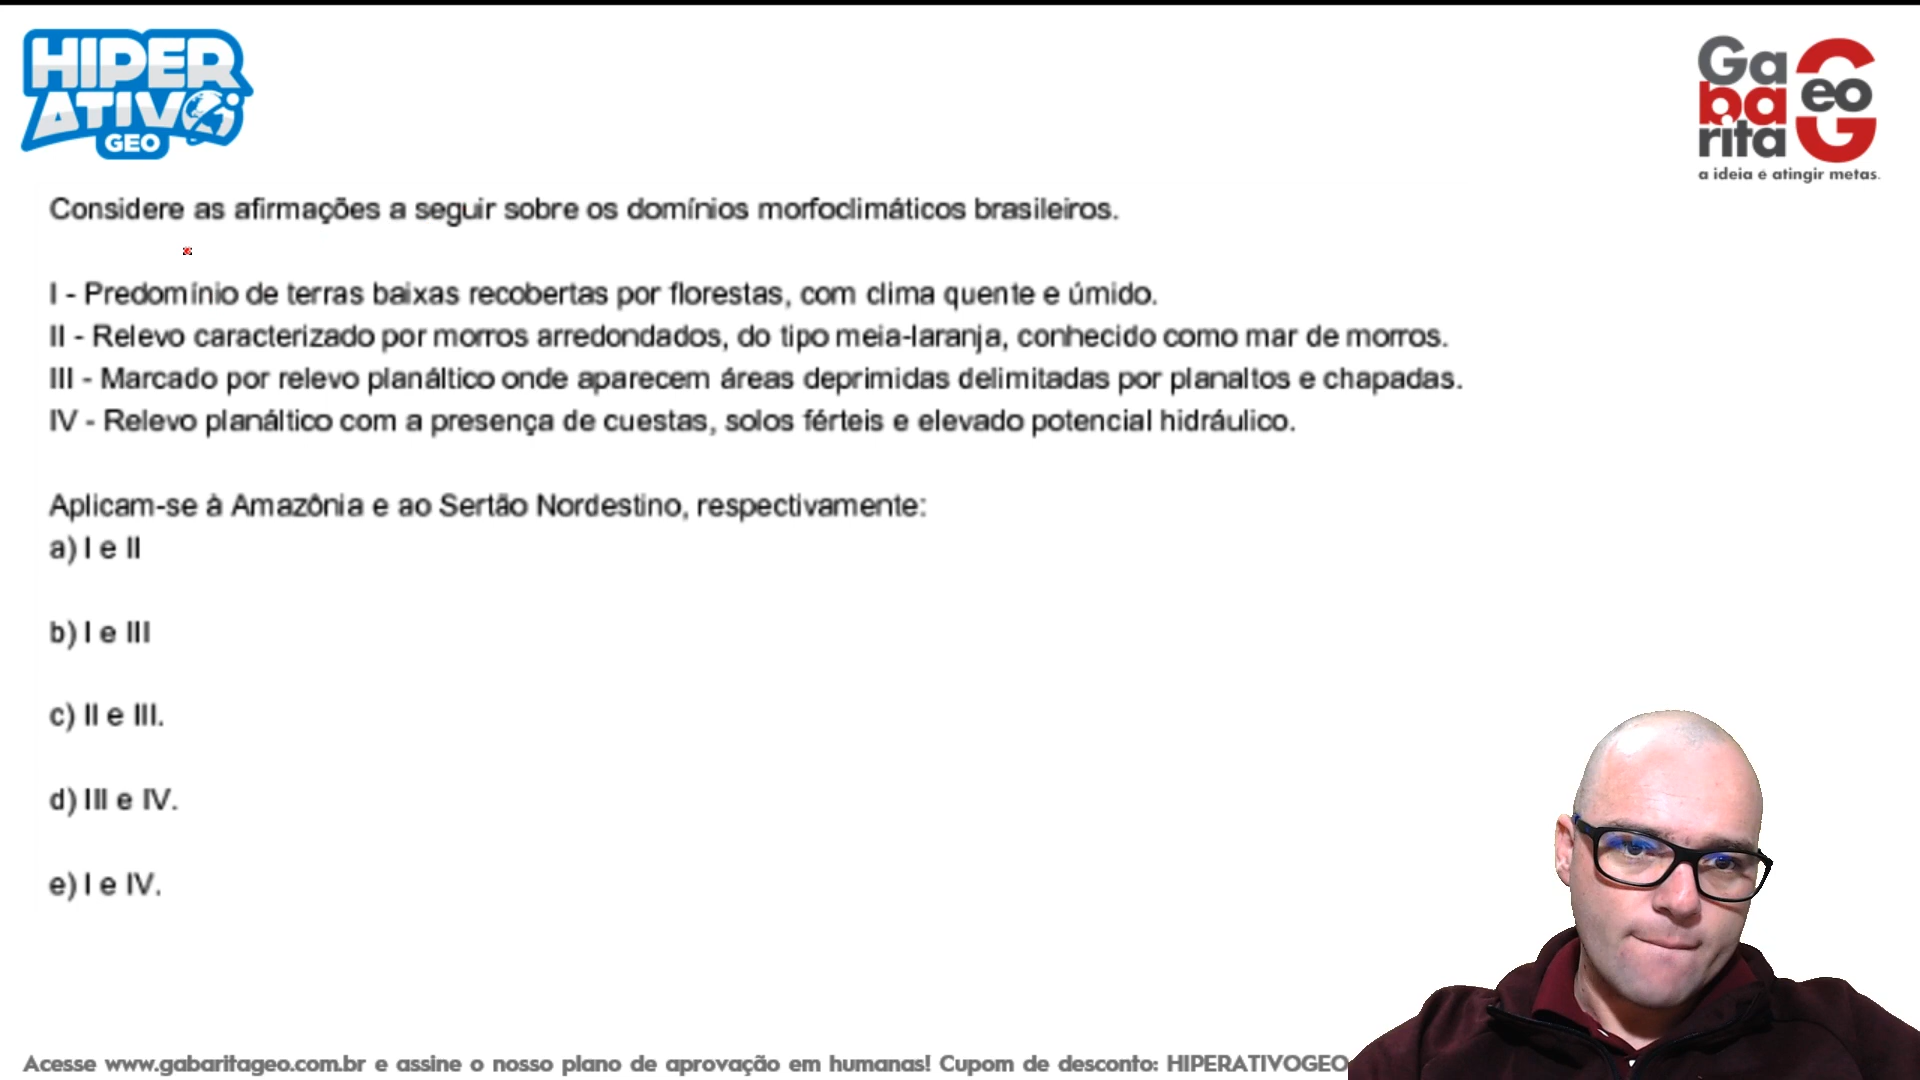 HIPER
ATIVO
GEO
Ga
ba
rita
eo
G
a ideia é atingir metas.
Considere as afirmações a seguir sobre os domínios morfoclimáticos brasileiros.
I - Predomínio de terras baixas recobertas por florestas, com clima quente e úmido.
II - Relevo caracterizado por morros arredondados, do tipo meia-laranja, conhecido como mar de morros.
III - Marcado por relevo planáltico onde aparecem áreas deprimidas delimitadas por planaltos e chapadas.
IV - Relevo planáltico com a presença de cuestas, solos férteis e elevado potencial hidráulico.
Aplicam-se à Amazônia e ao Sertão Nordestino, respectivamente:
a) I e II
b) I e III
c) II e III.
d) III e IV.
e) I e IV.
Acesse www.gabaritageo.com.br e assine o nosso plano de aprovação em humanas! Cupom de desconto: HIPERATIVOGEO